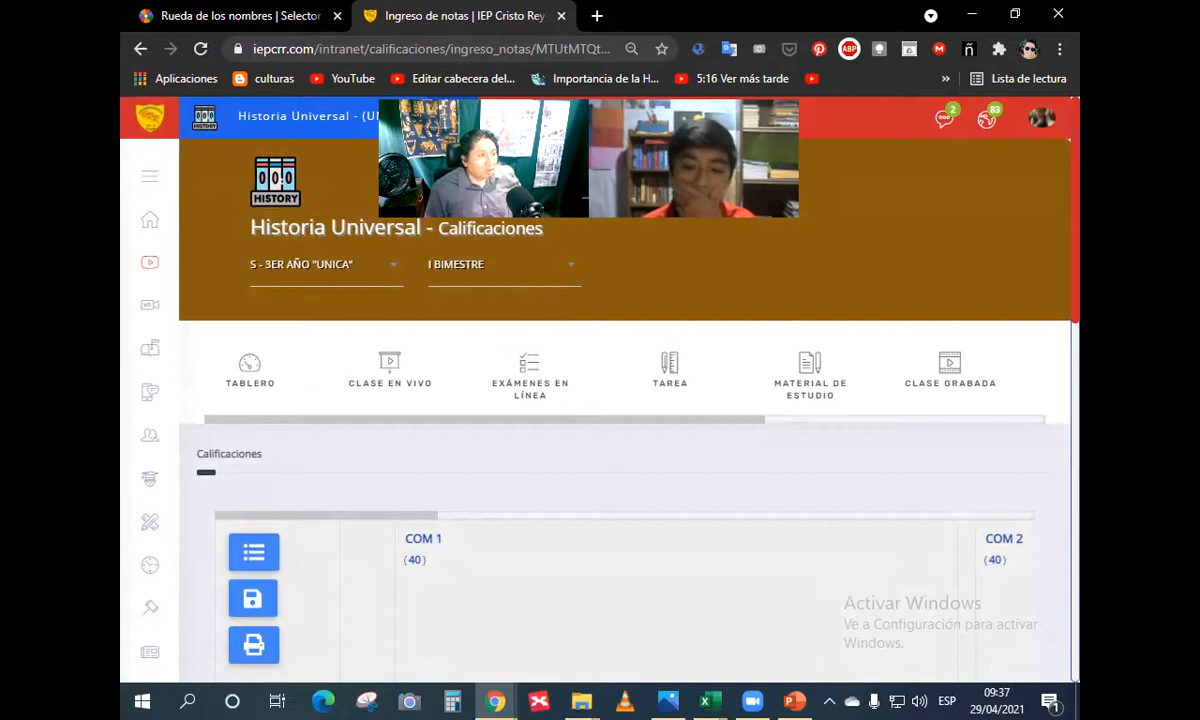 Rueda de los nombres | Selector
Ingreso de notas | IEP Cristo Rey
iepcrr.com/intranet/calificaciones/ingreso_notas/MTUtMTQt...
ABP
M
ñ
Aplicaciones
culturas
YouTube
Editar cabecera del...
Importancia de la H...
5:16 Ver más tarde
»
Lista de lectura
Historia Universal - (UN
2
83
HISTORY
Historia Universal - Calificaciones
S - 3ER AÑO "UNICA"
I BIMESTRE
TABLERO
CLASE EN VIVO
EXÁMENES EN LÍNEA
TAREA
MATERIAL DE ESTUDIO
CLASE GRABADA
Calificaciones
COM 1
(40)
COM 2
(40)
Activar Windows
Ve a Configuración para activar
Windows.
ESP
09:37
29/04/2021
1